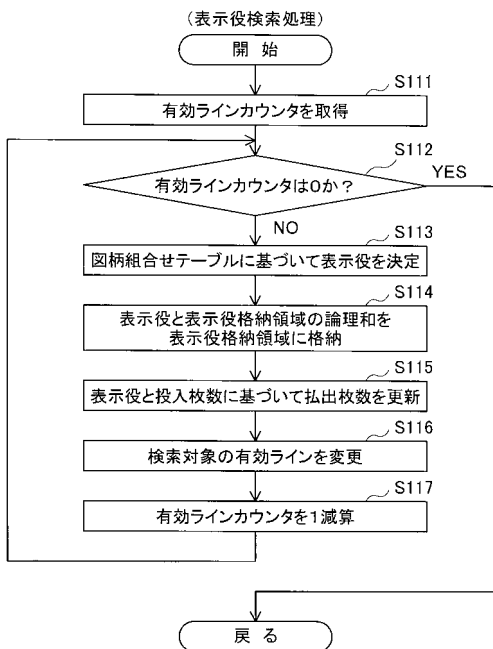 (表示役検索処理)
開 始
S111
有効ラインカウンタを取得
S112
有効ラインカウンタは0か？
YES
NO
S113
図柄組合せテーブルに基づいて表示役を決定
S114
表示役と表示役格納領域の論理和を
表示役格納領域に格納
S115
表示役と投入枚数に基づいて払出枚数を更新
S116
検索対象の有効ラインを変更
S117
有効ラインカウンタを1減算
戻 る